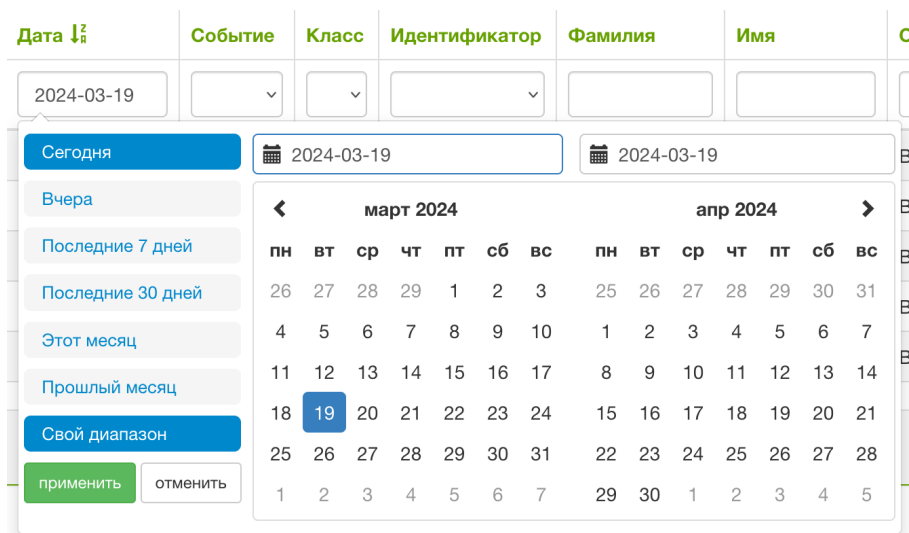 Дата Событие Класс Идентификатор Фамилия Имя
2024-03-19
Сегодня
Вчера
Последние 7 дней
Последние 30 дней
Этот месяц
Прошлый месяц
Свой диапазон
применить отменить
2024-03-19
март 2024
пн вт ср чт пт сб вс
26 27 28 29 1 2 3
4 5 6 7 8 9 10
11 12 13 14 15 16 17
18 19 20 21 22 23 24
25 26 27 28 29 30 31
1 2 3 4 5 6 7
2024-03-19
апр 2024
пн вт ср чт пт сб вс
25 26 27 28 29 30 31
1 2 3 4 5 6 7
8 9 10 11 12 13 14
15 16 17 18 19 20 21
22 23 24 25 26 27 28
29 30 1 2 3 4 5